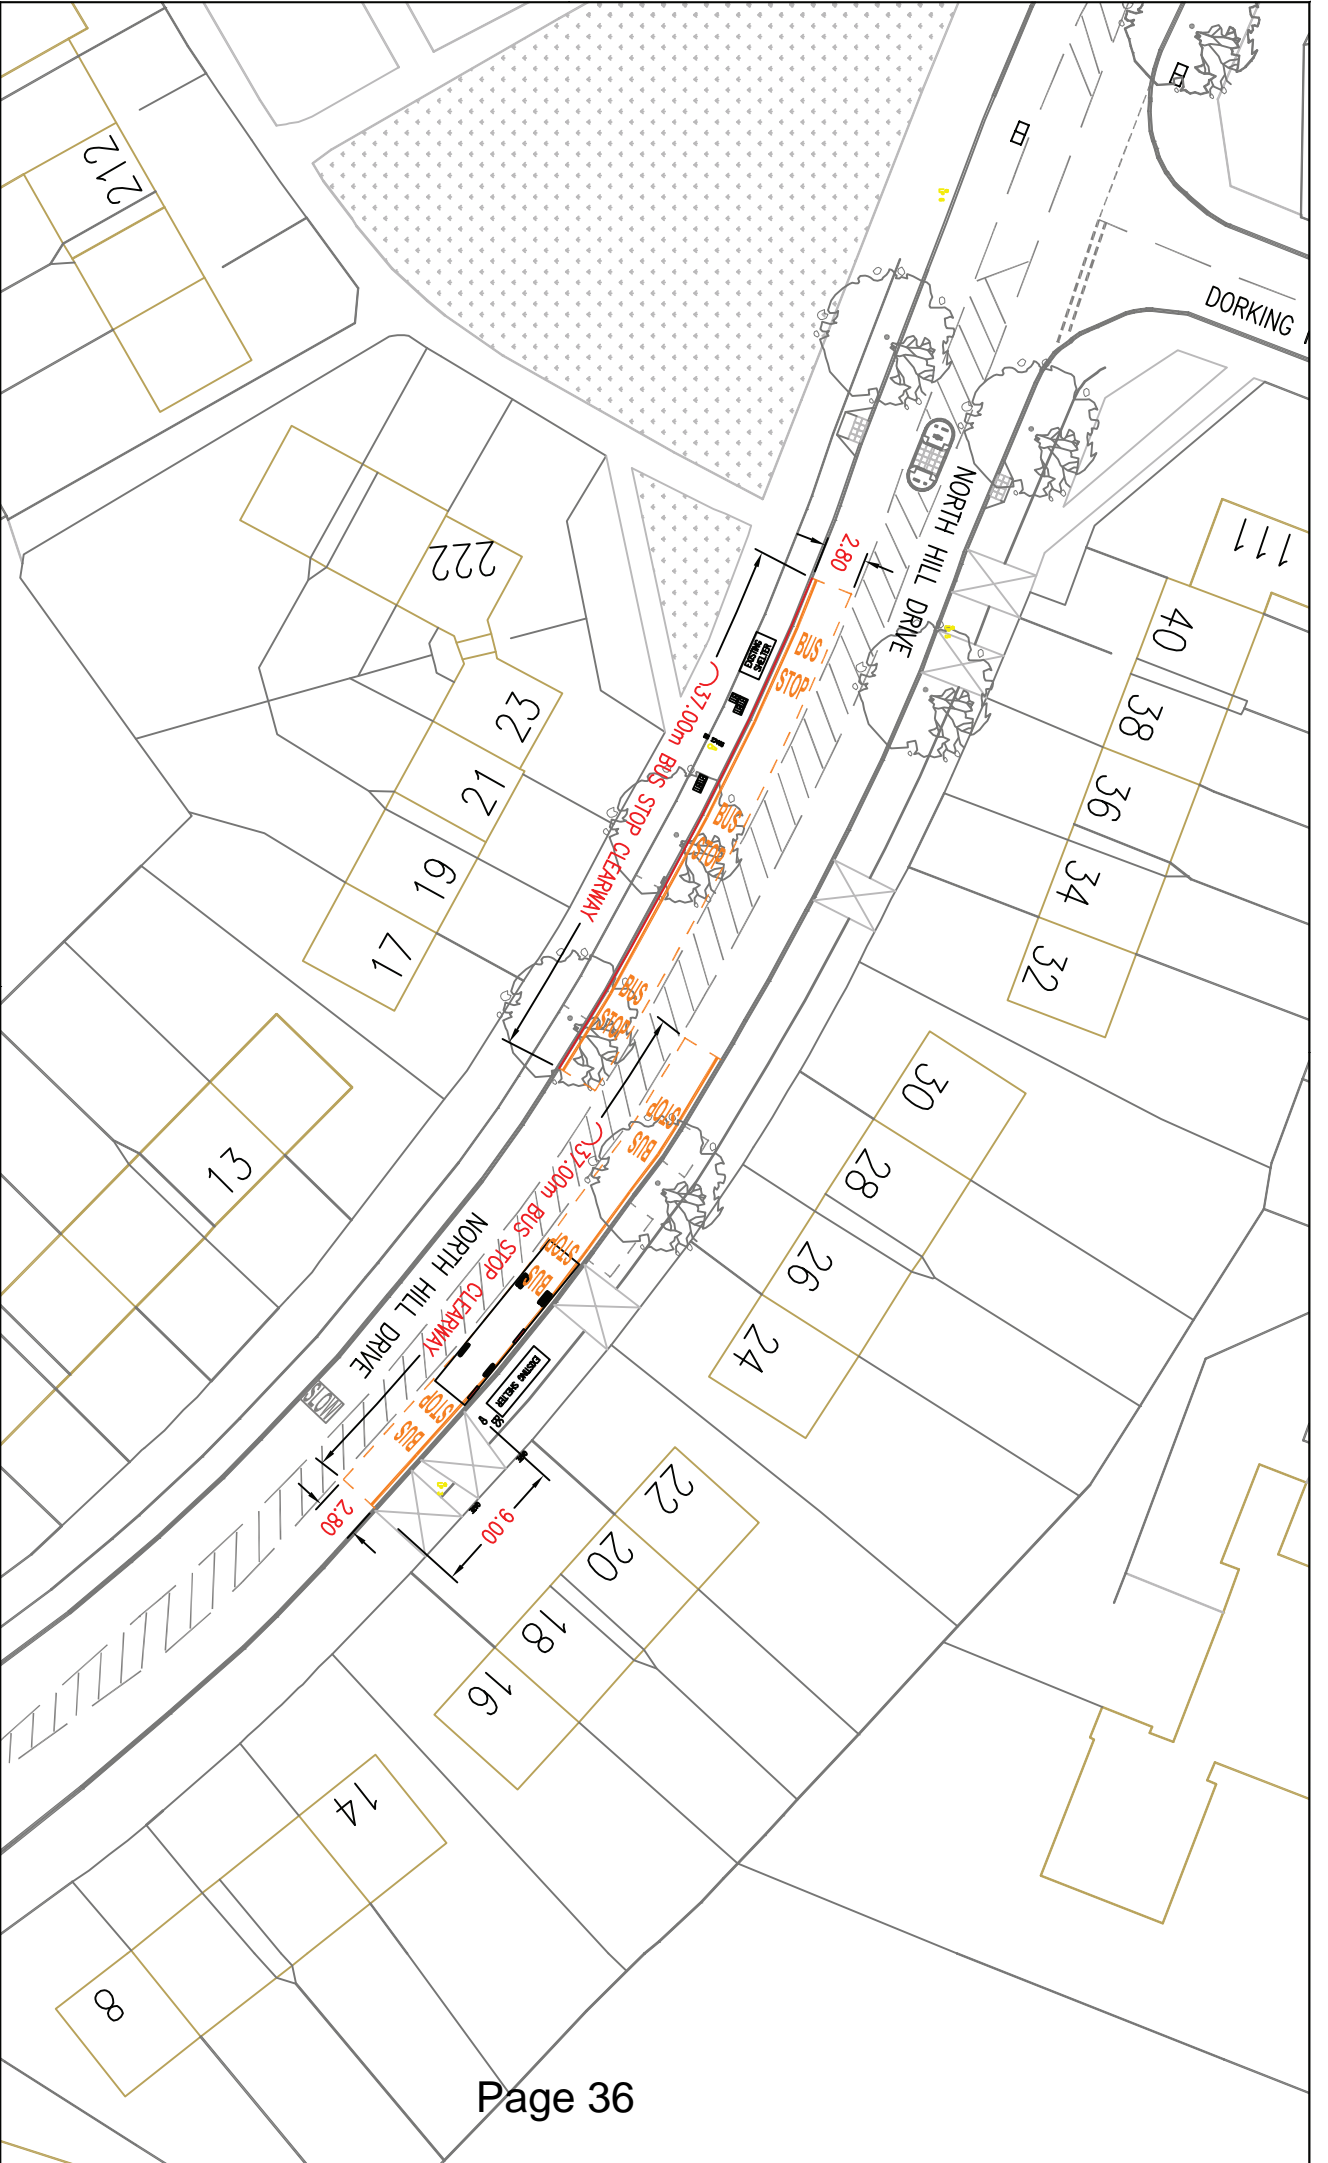 212
DORKING
NORTH HILL DRIVE
111
222
2.80
40
EXISTING
SHELTER
BUS
STOP
38
23
37.00m BUS STOP CLEARWAY
21
36
BUS
STOP
19
34
17
32
BUS
STOP
30
STOP
BUS
13
28
37.00m BUS STOP CLEARWAY
26
STOP
BUS
NORTH HILL DRIVE
24
EXISTING SHELTER
SLOW
STOP
BUS
22
2.80
9.00
20
18
16
14
8
Page 36